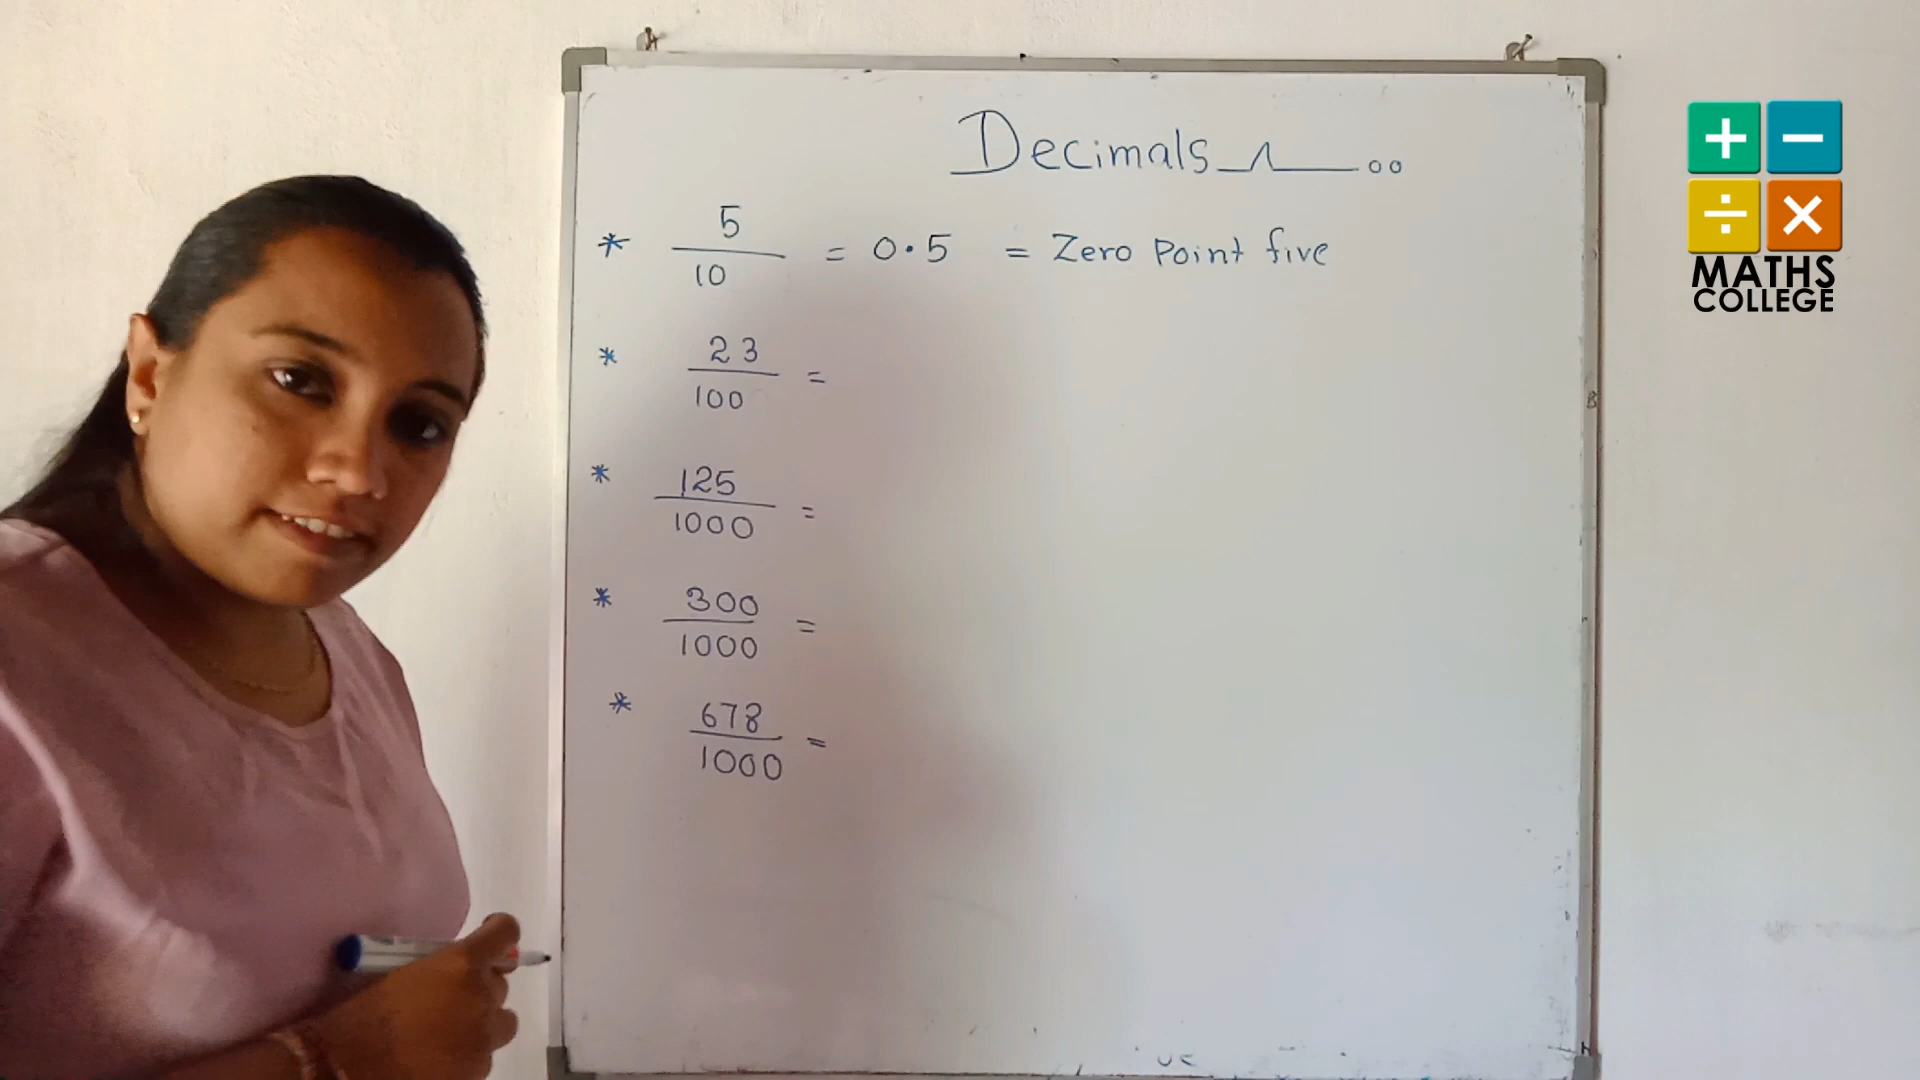 Decimals
* 5/10 = 0.5 = Zero Point five
* 23/100 =
* 125/1000 =
* 300/1000 =
* 678/1000 =
+ −
÷ ×
MATHS
COLLEGE